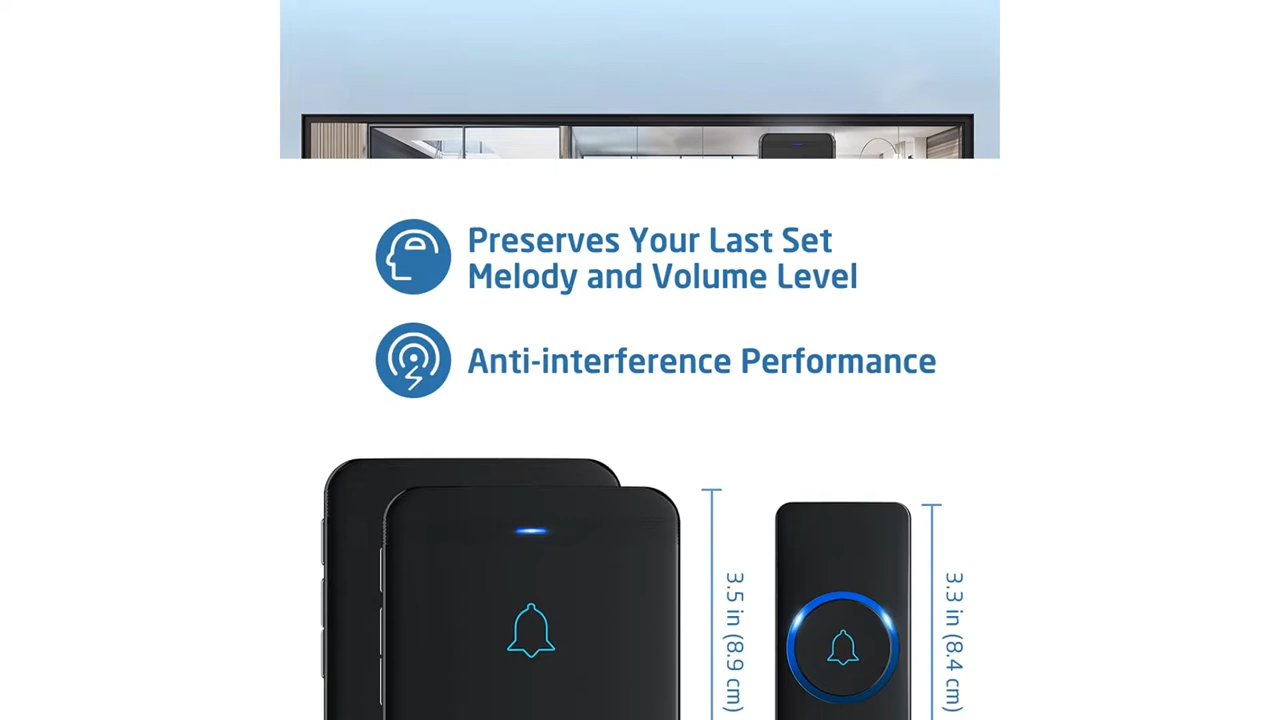 Preserves Your Last Set
Melody and Volume Level
Anti-interference Performance
3.5 in (8.9 cm)
3.3 in (8.4 cm)